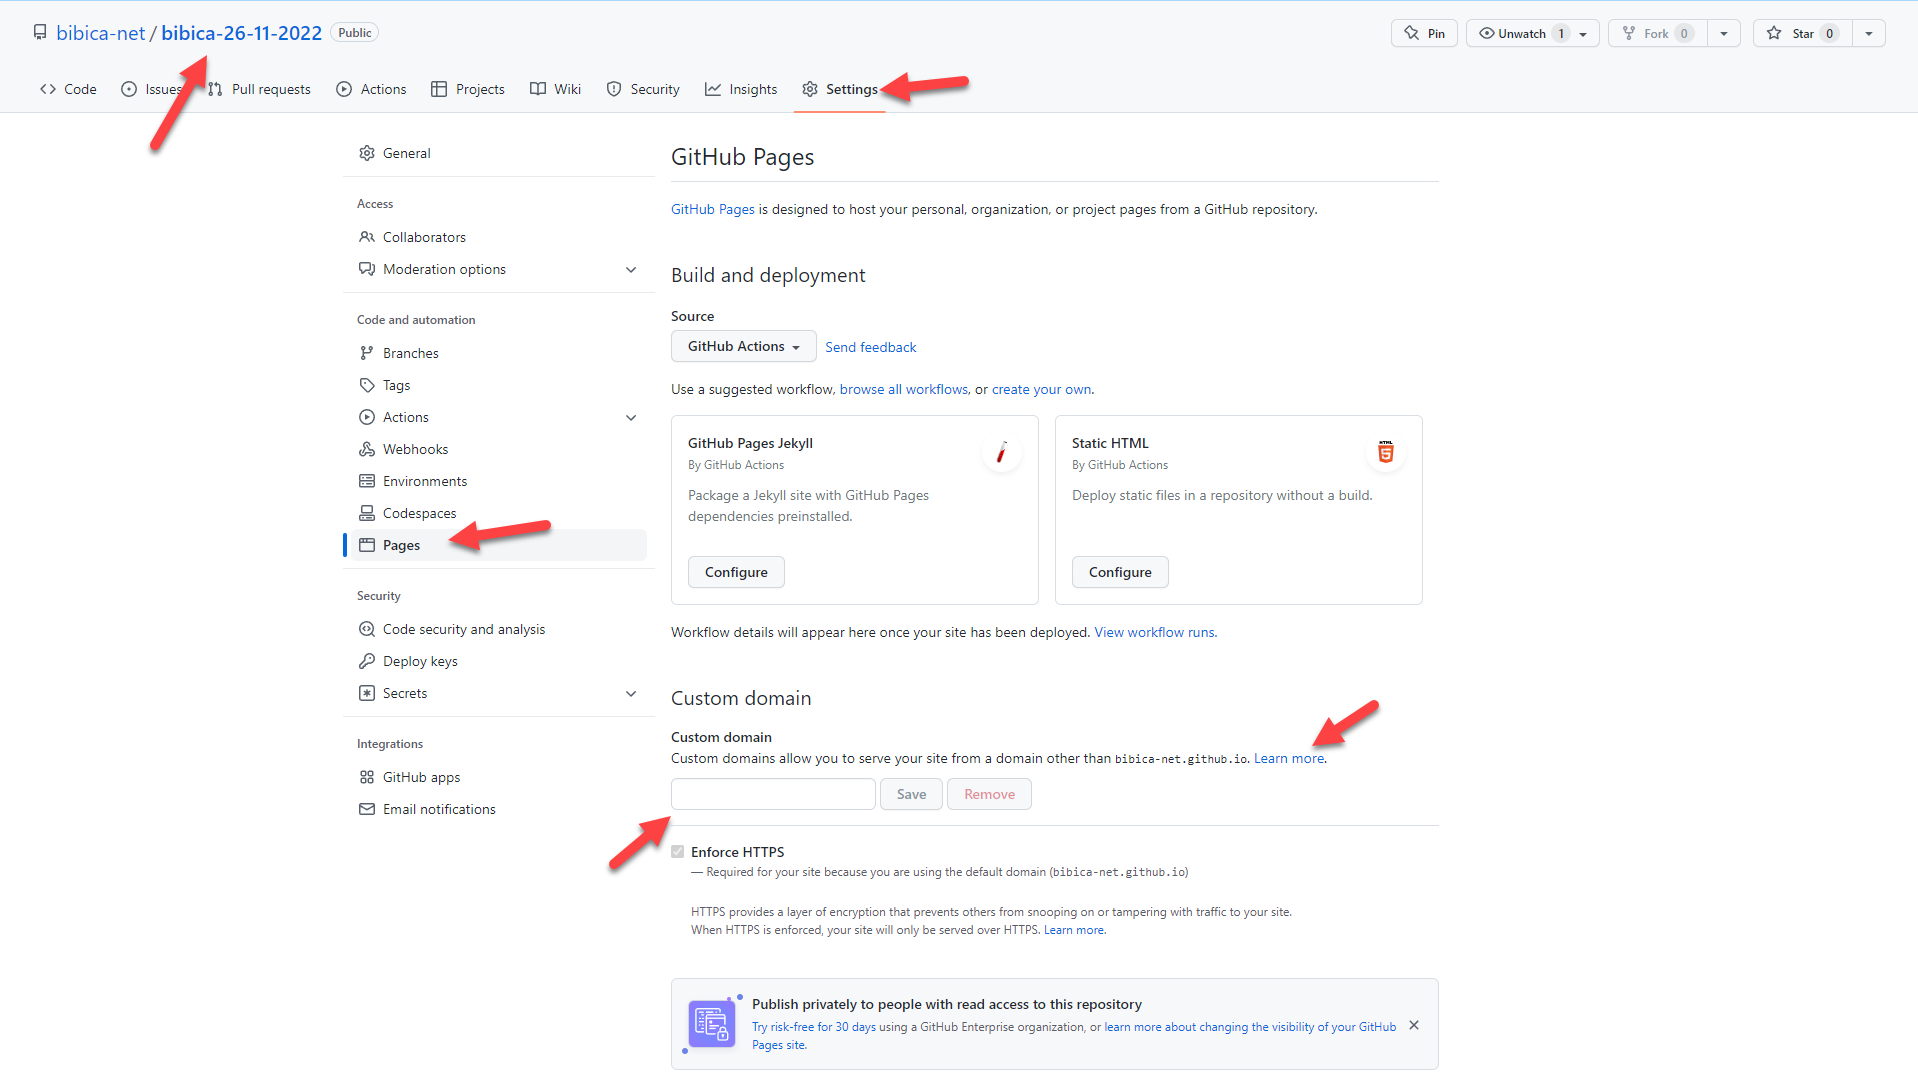 bibica-net / bibica-26-11-2022 Public
Pin
Unwatch 1
Fork 0
Star 0
Code
Issues
Pull requests
Actions
Projects
Wiki
Security
Insights
Settings
General
Access
Collaborators
Moderation options
Code and automation
Branches
Tags
Actions
Webhooks
Environments
Codespaces
Pages
Security
Code security and analysis
Deploy keys
Secrets
Integrations
GitHub apps
Email notifications
GitHub Pages
GitHub Pages is designed to host your personal, organization, or project pages from a GitHub repository.
Build and deployment
Source
GitHub Actions
Send feedback
Use a suggested workflow, browse all workflows, or create your own.
GitHub Pages Jekyll
By GitHub Actions
Package a Jekyll site with GitHub Pages
dependencies preinstalled.
Configure
Static HTML
By GitHub Actions
Deploy static files in a repository without a build.
HTML
5
Configure
Workflow details will appear here once your site has been deployed. View workflow runs.
Custom domain
Custom domain
Custom domains allow you to serve your site from a domain other than bibica-net.github.io. Learn more.
Save
Remove
Enforce HTTPS
— Required for your site because you are using the default domain (bibica-net.github.io)
HTTPS provides a layer of encryption that prevents others from snooping on or tampering with traffic to your site.
When HTTPS is enforced, your site will only be served over HTTPS. Learn more.
Publish privately to people with read access to this repository
Try risk-free for 30 days using a GitHub Enterprise organization, or learn more about changing the visibility of your GitHub
Pages site.